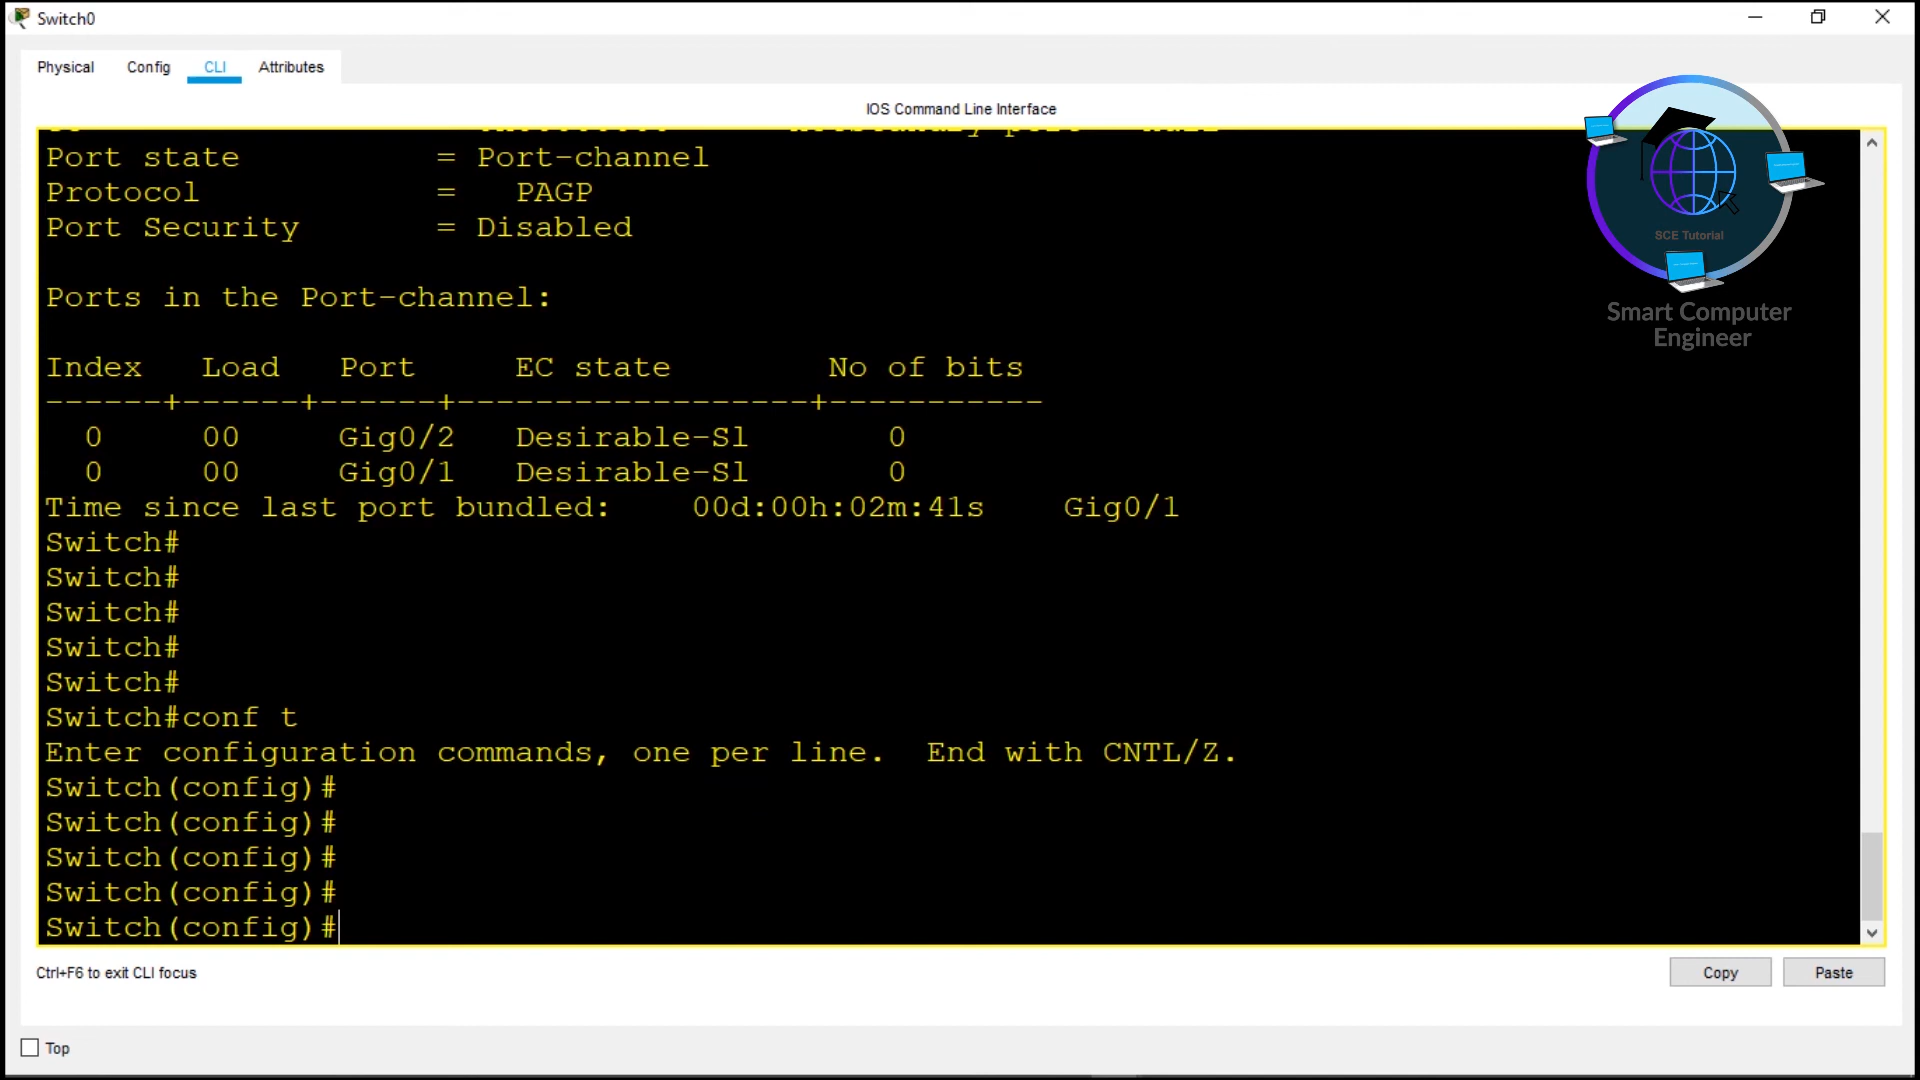 Switch0
Physical Config CLI Attributes
IOS Command Line Interface
Port state = Port-channel
Protocol = PAGP
Port Security = Disabled
Ports in the Port-channel:
Index Load Port EC state No of bits
------+------+------+------------------+-----------
0 00 Gig0/2 Desirable-Sl 0
0 00 Gig0/1 Desirable-Sl 0
Time since last port bundled: 00d:00h:02m:41s Gig0/1
Switch#
Switch#
Switch#
Switch#
Switch#
Switch#conf t
Enter configuration commands, one per line. End with CNTL/Z.
Switch(config)#
Switch(config)#
Switch(config)#
Switch(config)#
Switch(config)#
SCE Tutorial
Smart Computer
Engineer
Ctrl+F6 to exit CLI focus
Copy Paste
Top